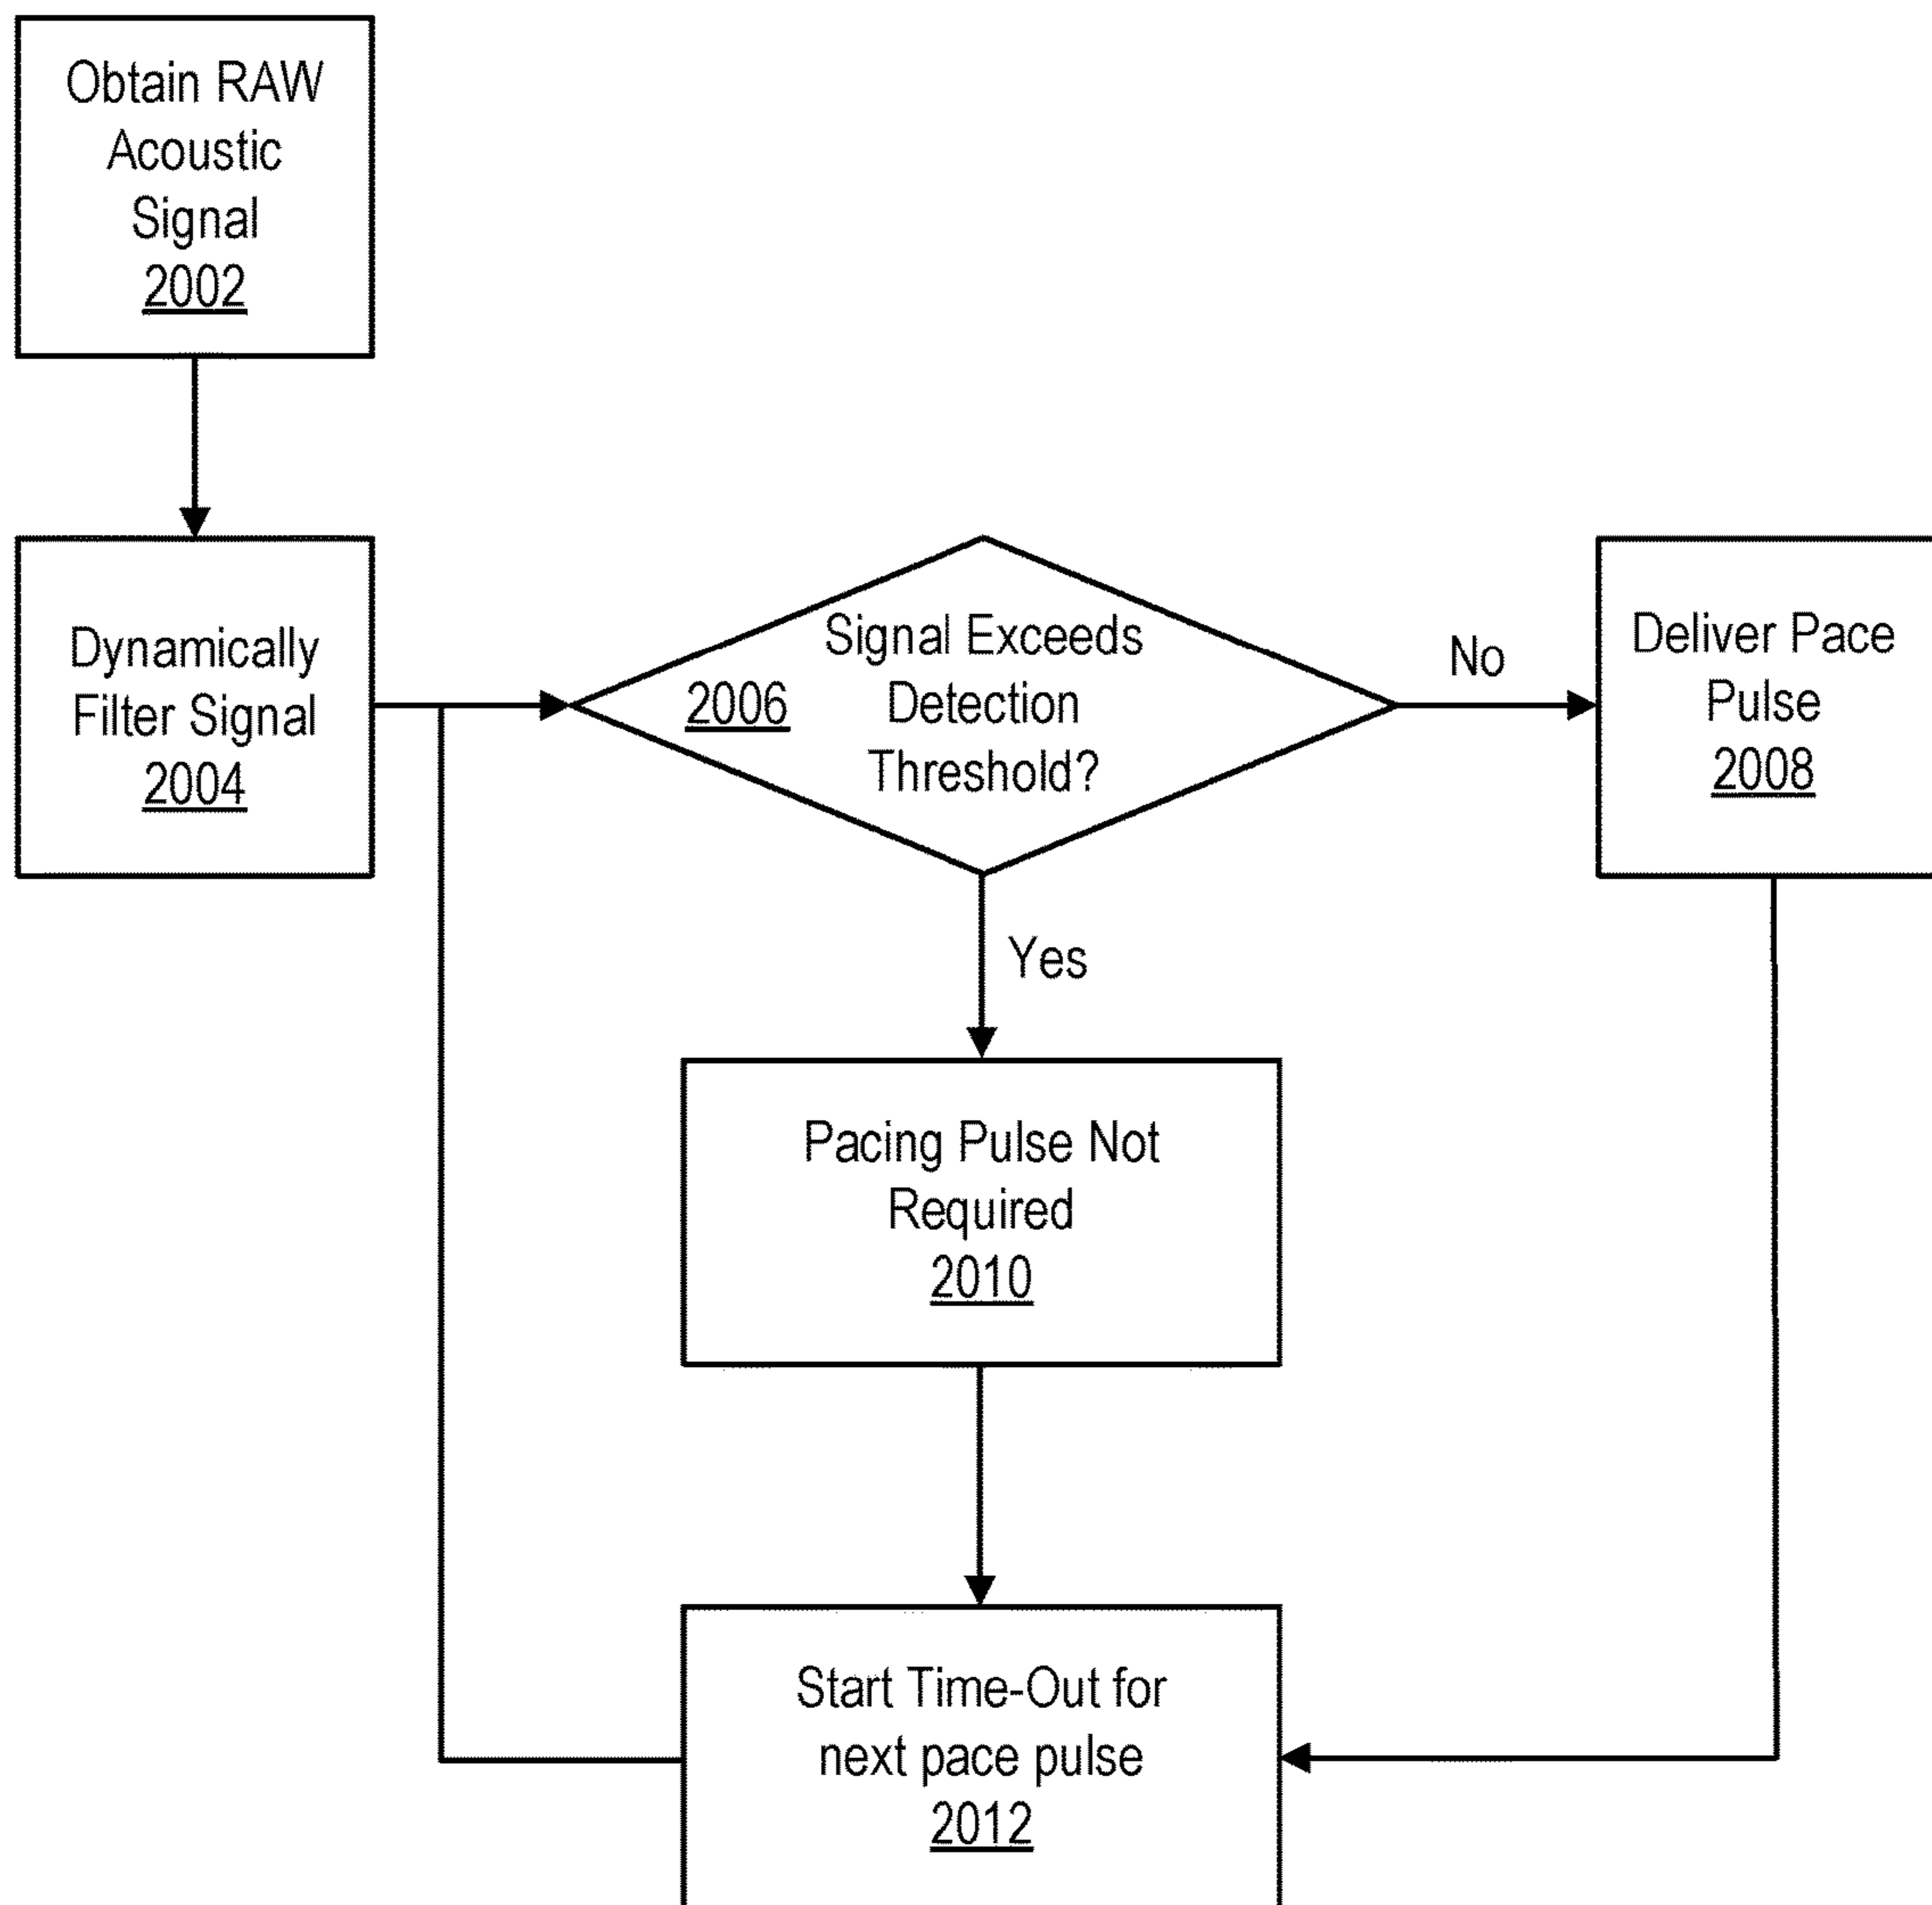 Obtain RAW
Acoustic
Signal
2002
Dynamically
Filter Signal
2004
Signal Exceeds
2006 Detection
Threshold?
No
Deliver Pace
Pulse
2008
Yes
Pacing Pulse Not
Required
2010
Start Time-Out for
next pace pulse
2012